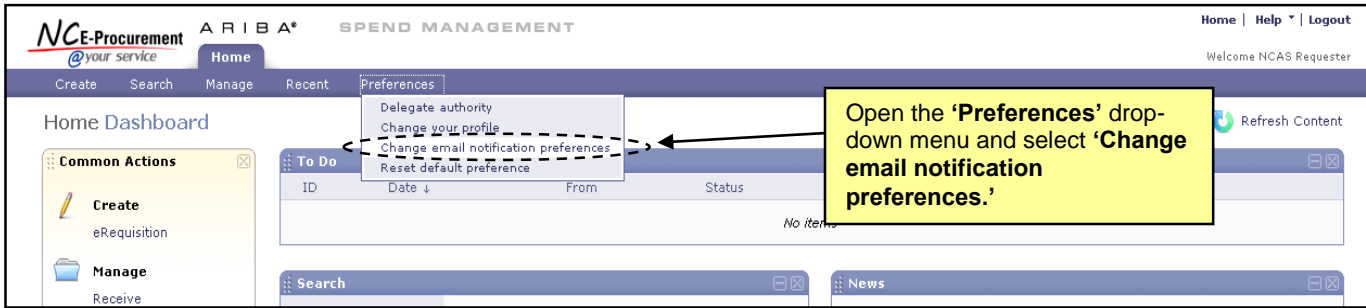 NCE-Procurement
@your service
A R I B A® SPEND MANAGEMENT
Home | Help | Logout
Home
Welcome NCAS Requester
Create Search Manage Recent Preferences
Delegate authority
Change your profile
Change email notification preferences
Reset default preference
Open the ‘Preferences’ drop-
down menu and select ‘Change
email notification
preferences.’
Home Dashboard
Refresh Content
Common Actions
Create
eRequisition
Manage
Receive
To Do
ID Date ↓ From Status
No items
Search
News